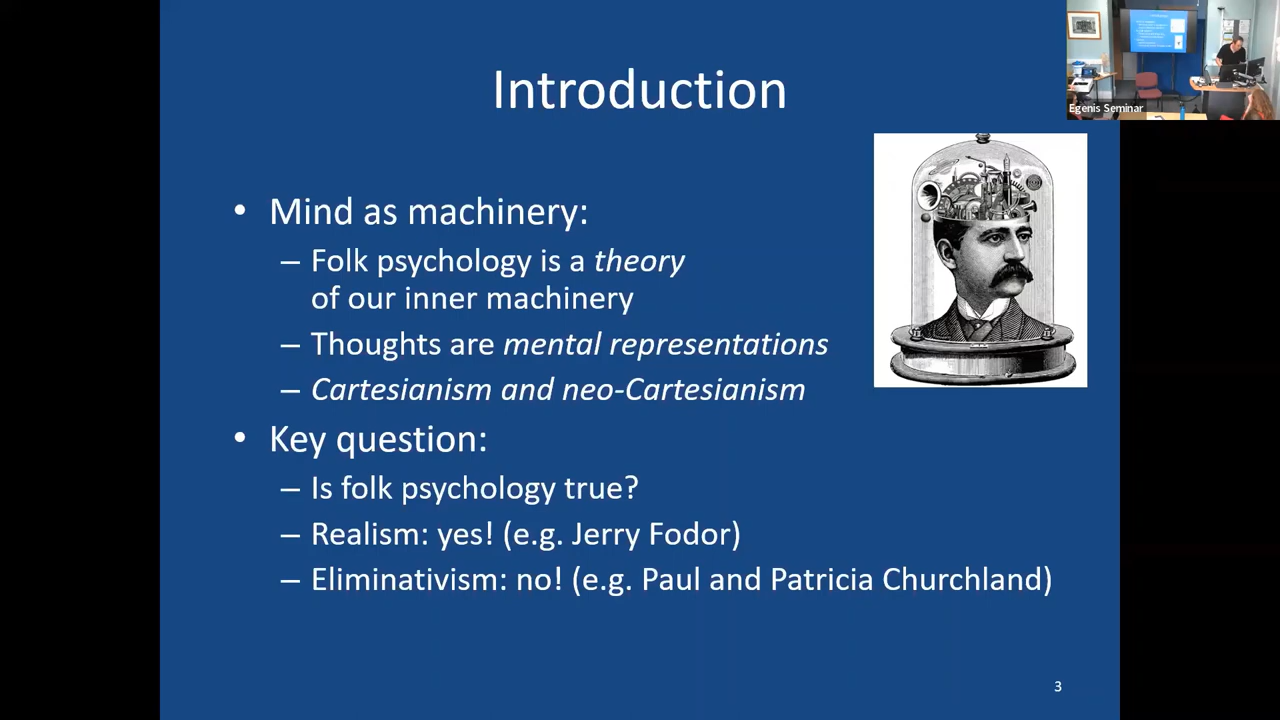 Introduction
Egenis Seminar
• Mind as machinery:
– Folk psychology is a theory
of our inner machinery
– Thoughts are mental representations
– Cartesianism and neo-Cartesianism
• Key question:
– Is folk psychology true?
– Realism: yes! (e.g. Jerry Fodor)
– Eliminativism: no! (e.g. Paul and Patricia Churchland)
3